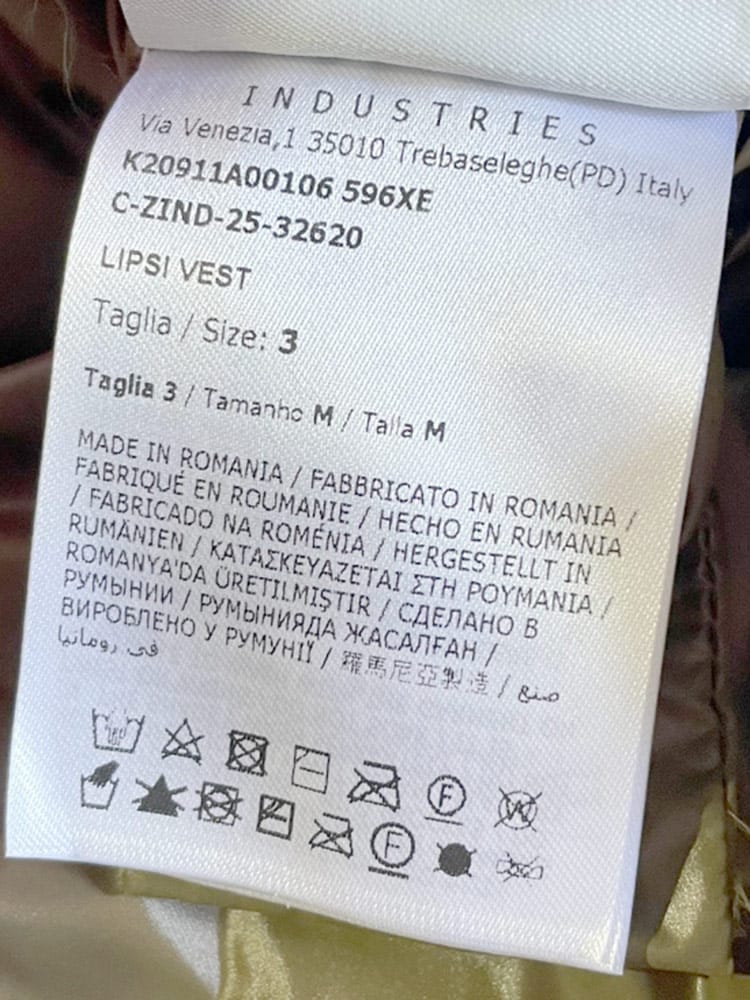 INDUSTRIES
Via Venezia,1 35010 Trebaseleghe(PD) Italy
K20911A00106 596XE
C-ZIND-25-32620
LIPSI VEST
Taglia / Size: 3
Taglia 3 / Tamanho M / Talla M
MADE IN ROMANIA / FABBRICATO IN ROMANIA /
FABRIQUÉ EN ROUMANIE / HECHO EN RUMANIA
/ FABRICADO NA ROMÉNIA / HERGESTELLT IN
RUMÄNIEN / ΚΑΤΑΣΚΕΥΑΖΕΤΑΙ ΣΤΗ ΡΟΥΜΑΝΙΑ /
ROMANYA'DA ÜRETILMIŞTIR / СДЕЛАНО В
РУМЫНИИ / РУМЫНИЯДА ЖАСАЛҒАН /
ВИРОБЛЕНО У РУМУНІЇ / 羅馬尼亞製造 / صنع
في رومانيا
F W
F